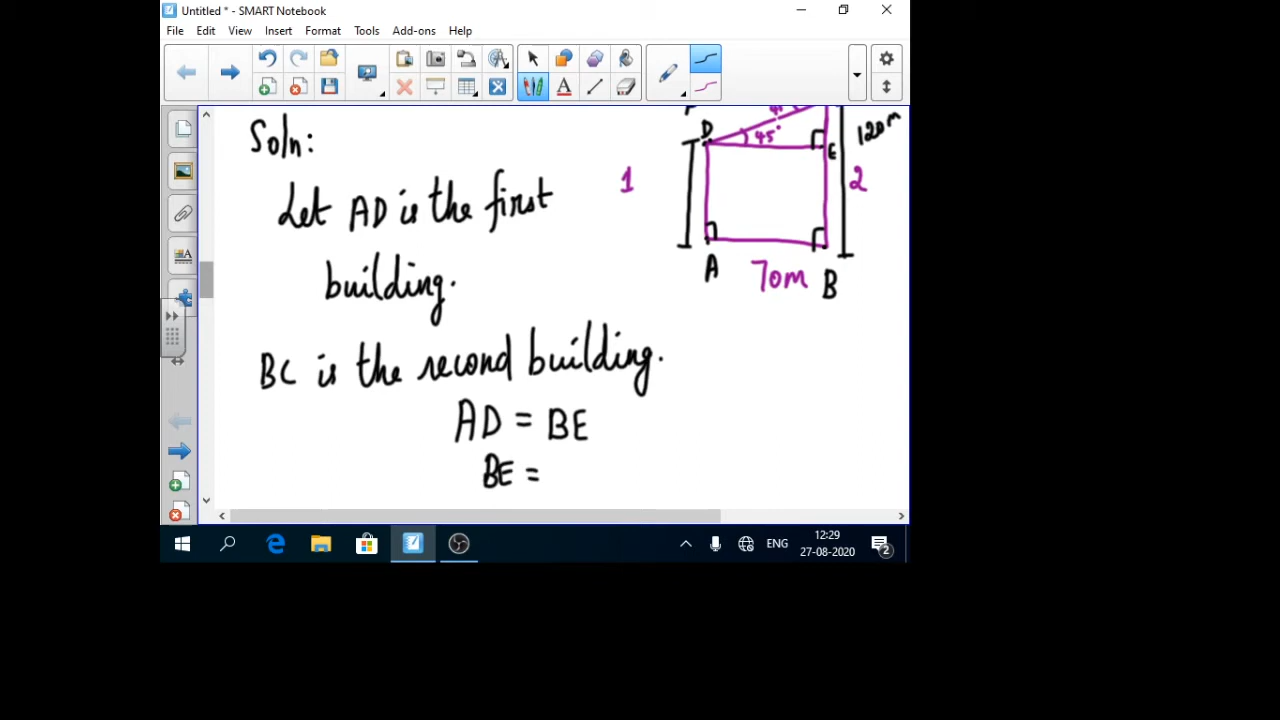 Untitled * - SMART Notebook
File Edit View Insert Format Tools Add-ons Help
Soln:
Let AD is the first
building.
BC is the second building.
AD = BE
BE =
D
45°
E
120m
1
2
A
70m
B
ENG
12:29
27-08-2020
2